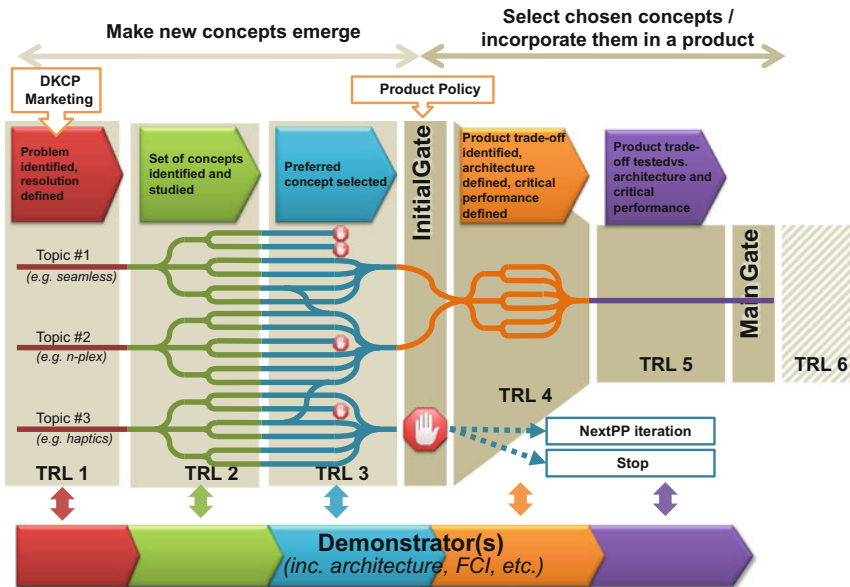 Make new concepts emerge
Select chosen concepts /
incorporate them in a product
DKCP
Marketing
Product Policy
Problem
identified,
resolution
defined
Set of concepts
identified and
studied
Preferred
concept selected
InitialGate
Product trade-off
identified,
architecture
defined, critical
performance
defined
Product trade-
off testedvs.
architecture and
critical
performance
Topic #1
(e.g. seamless)
Topic #2
(e.g. n-plex)
Topic #3
(e.g. haptics)
Main Gate
TRL 1
TRL 2
TRL 3
TRL 4
TRL 5
TRL 6
NextPP iteration
Stop
Demonstrator(s)
(inc. architecture, FCI, etc.)